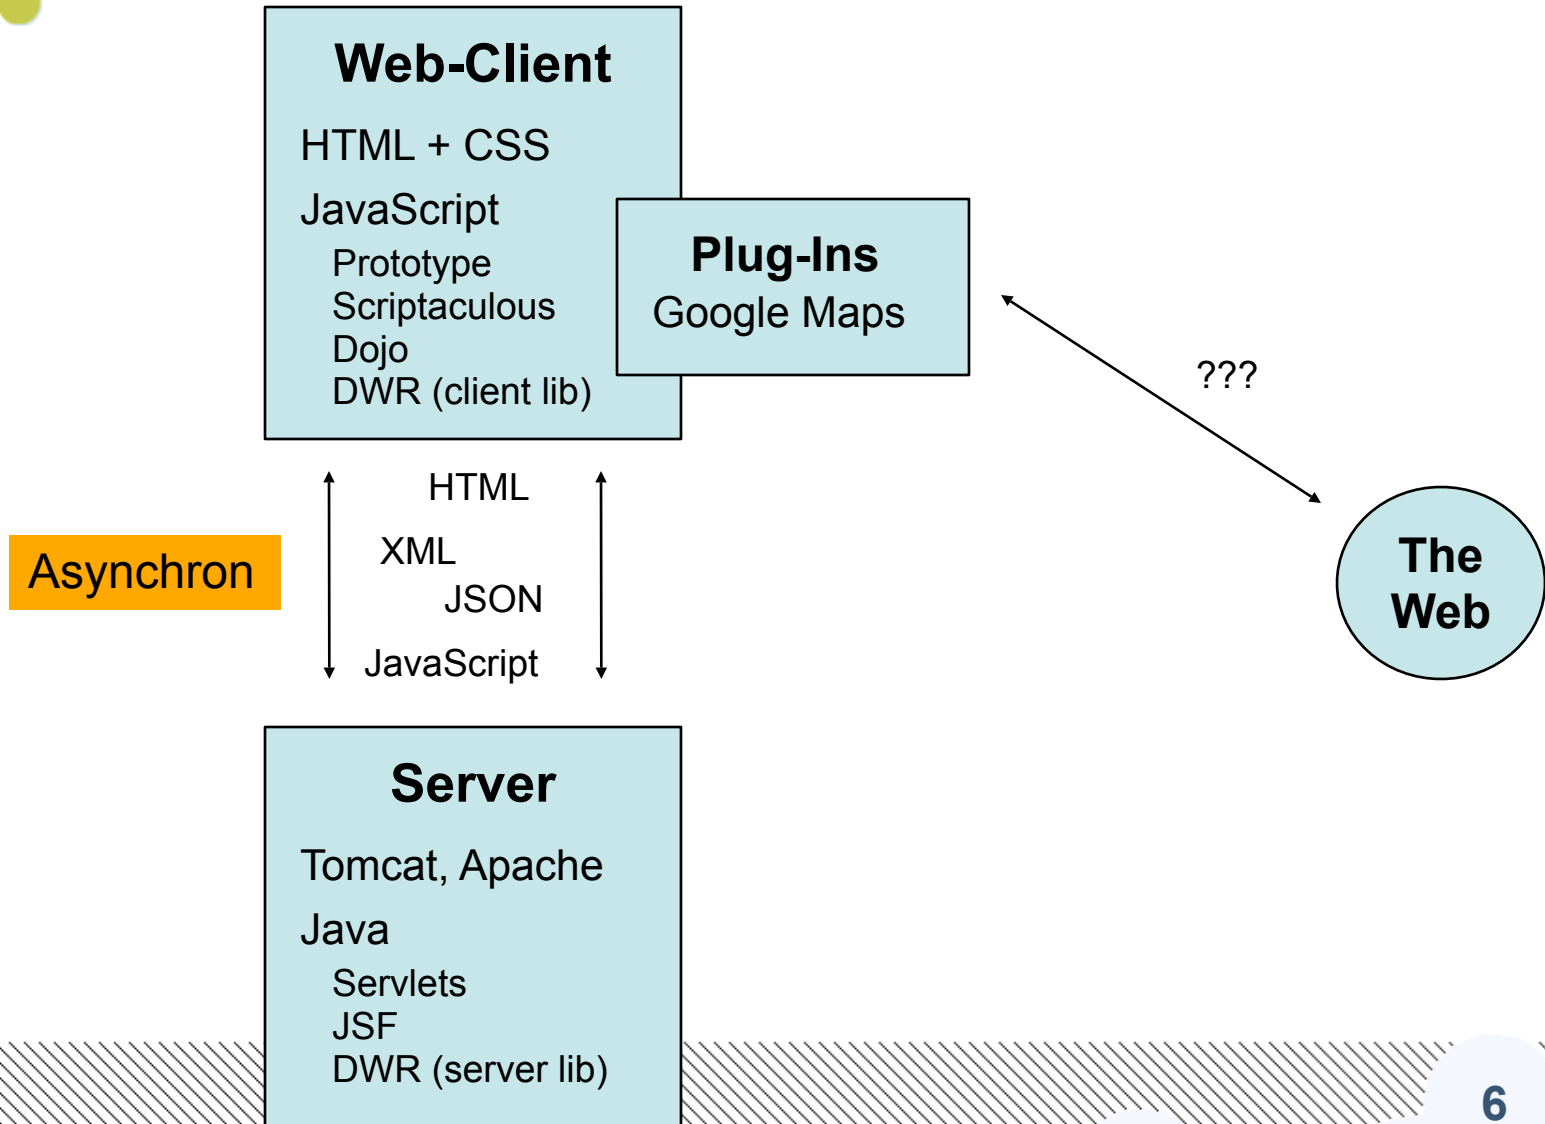 Web-Client
HTML + CSS
JavaScript
Prototype
Scriptaculous
Dojo
DWR (client lib)
Plug-Ins
Google Maps
???
The
Web
Asynchron
HTML
XML
JSON
JavaScript
Server
Tomcat, Apache
Java
Servlets
JSF
DWR (server lib)
6